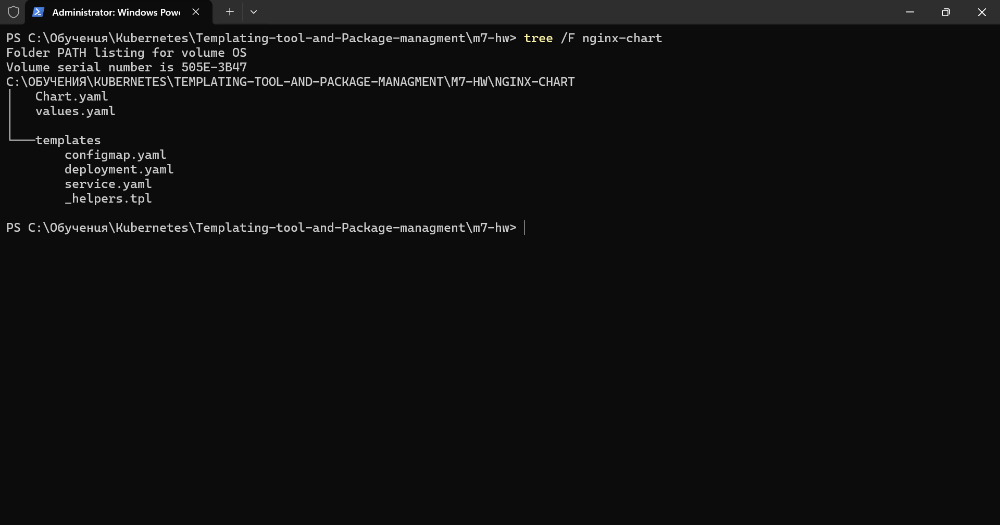 Administrator: Windows Powe
PS C:\Обучения\Kubernetes\Templating-tool-and-Package-managment\m7-hw> tree /F nginx-chart
Folder PATH listing for volume OS
Volume serial number is 505E-3B47
C:\ОБУЧЕНИЯ\KUBERNETES\TEMPLATING-TOOL-AND-PACKAGE-MANAGMENT\M7-HW\NGINX-CHART
Chart.yaml
values.yaml
templates
configmap.yaml
deployment.yaml
service.yaml
_helpers.tpl
PS C:\Обучения\Kubernetes\Templating-tool-and-Package-managment\m7-hw>